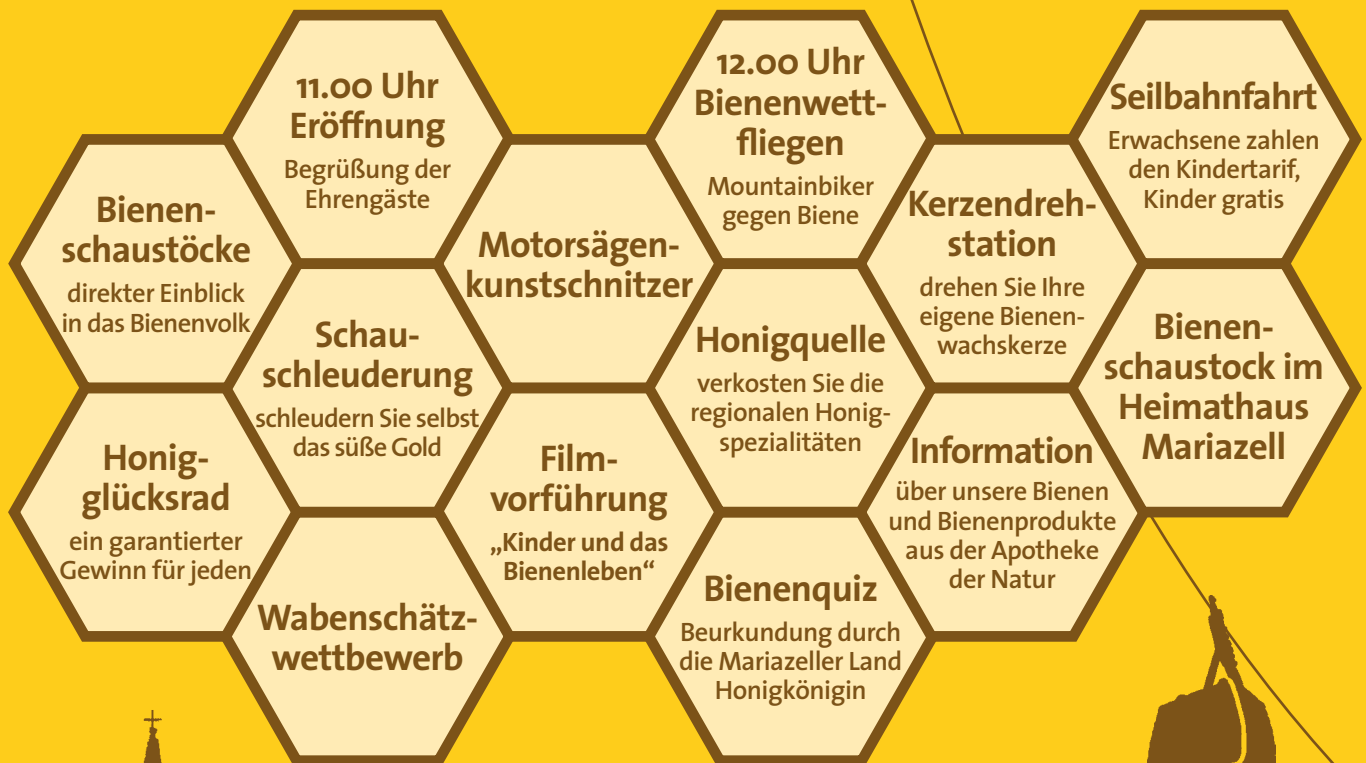 11.00 Uhr
Eröffnung
Begrüßung der
Ehrengäste
12.00 Uhr
Bienenwett-
fliegen
Mountainbiker
gegen Biene
Seilbahnfahrt
Erwachsene zahlen
den Kindertarif,
Kinder gratis
Bienen-
schaustöcke
direkter Einblick
in das Bienenvolk
Motorsägen-
kunstschnitzer
Kerzendreh-
station
drehen Sie Ihre
eigene Bienen-
wachskerze
Schau-
schleuderung
schleudern Sie selbst
das süße Gold
Honigquelle
verkosten Sie die
regionalen Honig-
spezialitäten
Bienen-
schaustock im
Heimathaus
Mariazell
Honig-
glücksrad
ein garantierter
Gewinn für jeden
Film-
vorführung
„Kinder und das
Bienenleben“
Information
über unsere Bienen
und Bienenprodukte
aus der Apotheke
der Natur
Wabenschätz-
wettbewerb
Bienenquiz
Beurkundung durch
die Mariazeller Land
Honigkönigin